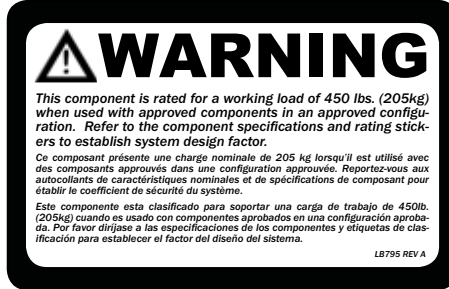 WARNING
This component is rated for a working load of 450 lbs. (205kg)
when used with approved components in an approved configu-
ration. Refer to the component specifications and rating stick-
ers to establish system design factor.
Ce composant présente une charge nominale de 205 kg lorsqu'il est utilisé avec
des composants approuvés dans une configuration approuvée. Reportez-vous aux
autocollants de caractéristiques nominales et de spécifications de composant pour
établir le coefficient de sécurité du système.
Este componente esta clasificado para soportar una carga de trabajo de 450lb.
(205kg) cuando es usado con componentes aprobados en una configuración aproba-
da. Por favor diríjase a las especificaciones de los componentes y etiquetas de clas-
ificación para establecer el factor del diseño del sistema.
LB795 REV A